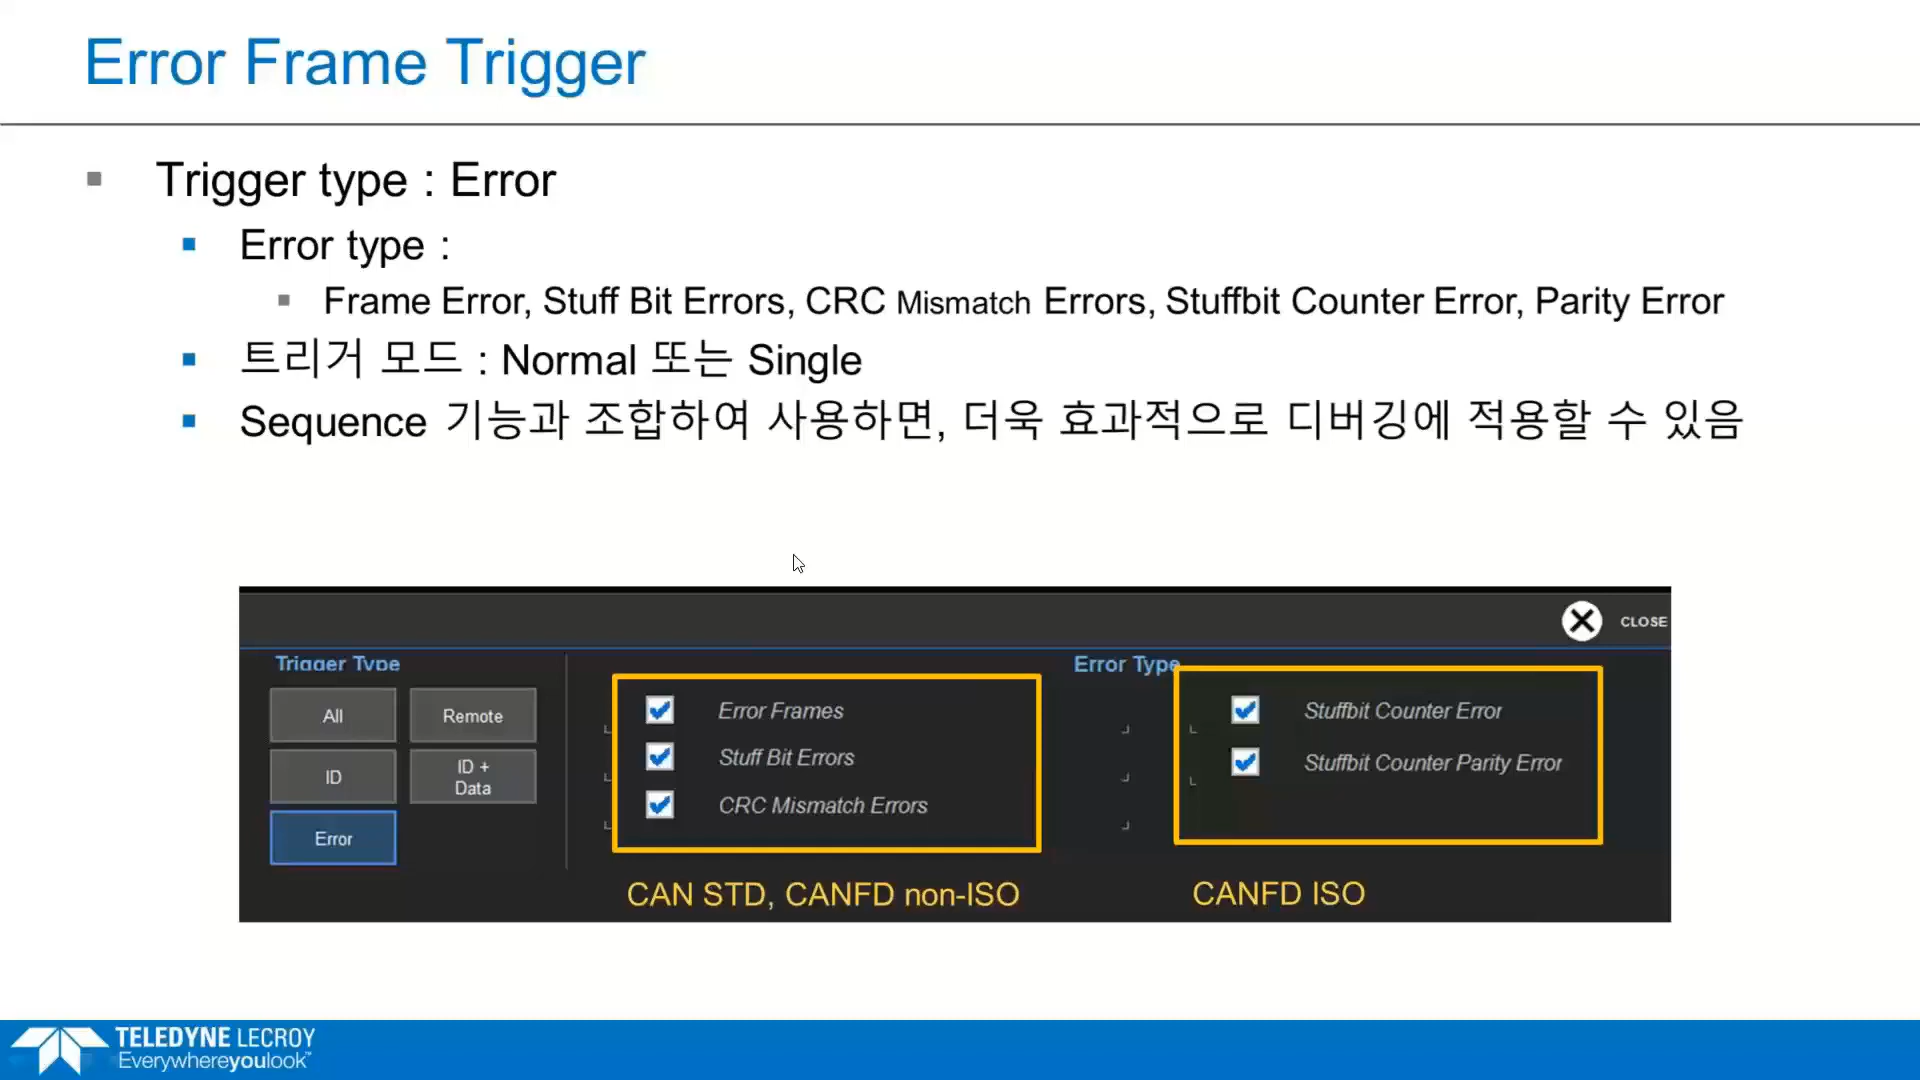 Error Frame Trigger
Trigger type : Error
Error type :
Frame Error, Stuff Bit Errors, CRC Mismatch Errors, Stuffbit Counter Error, Parity Error
트리거 모드 : Normal 또는 Single
Sequence 기능과 조합하여 사용하면, 더욱 효과적으로 디버깅에 적용할 수 있음
CLOSE
Trigger Type
Error Type
All
Remote
ID
ID +
Data
Error
Error Frames
Stuff Bit Errors
CRC Mismatch Errors
Stuffbit Counter Error
Stuffbit Counter Parity Error
CAN STD, CANFD non-ISO
CANFD ISO
TELEDYNE LECROY
Everywhereyoulook™